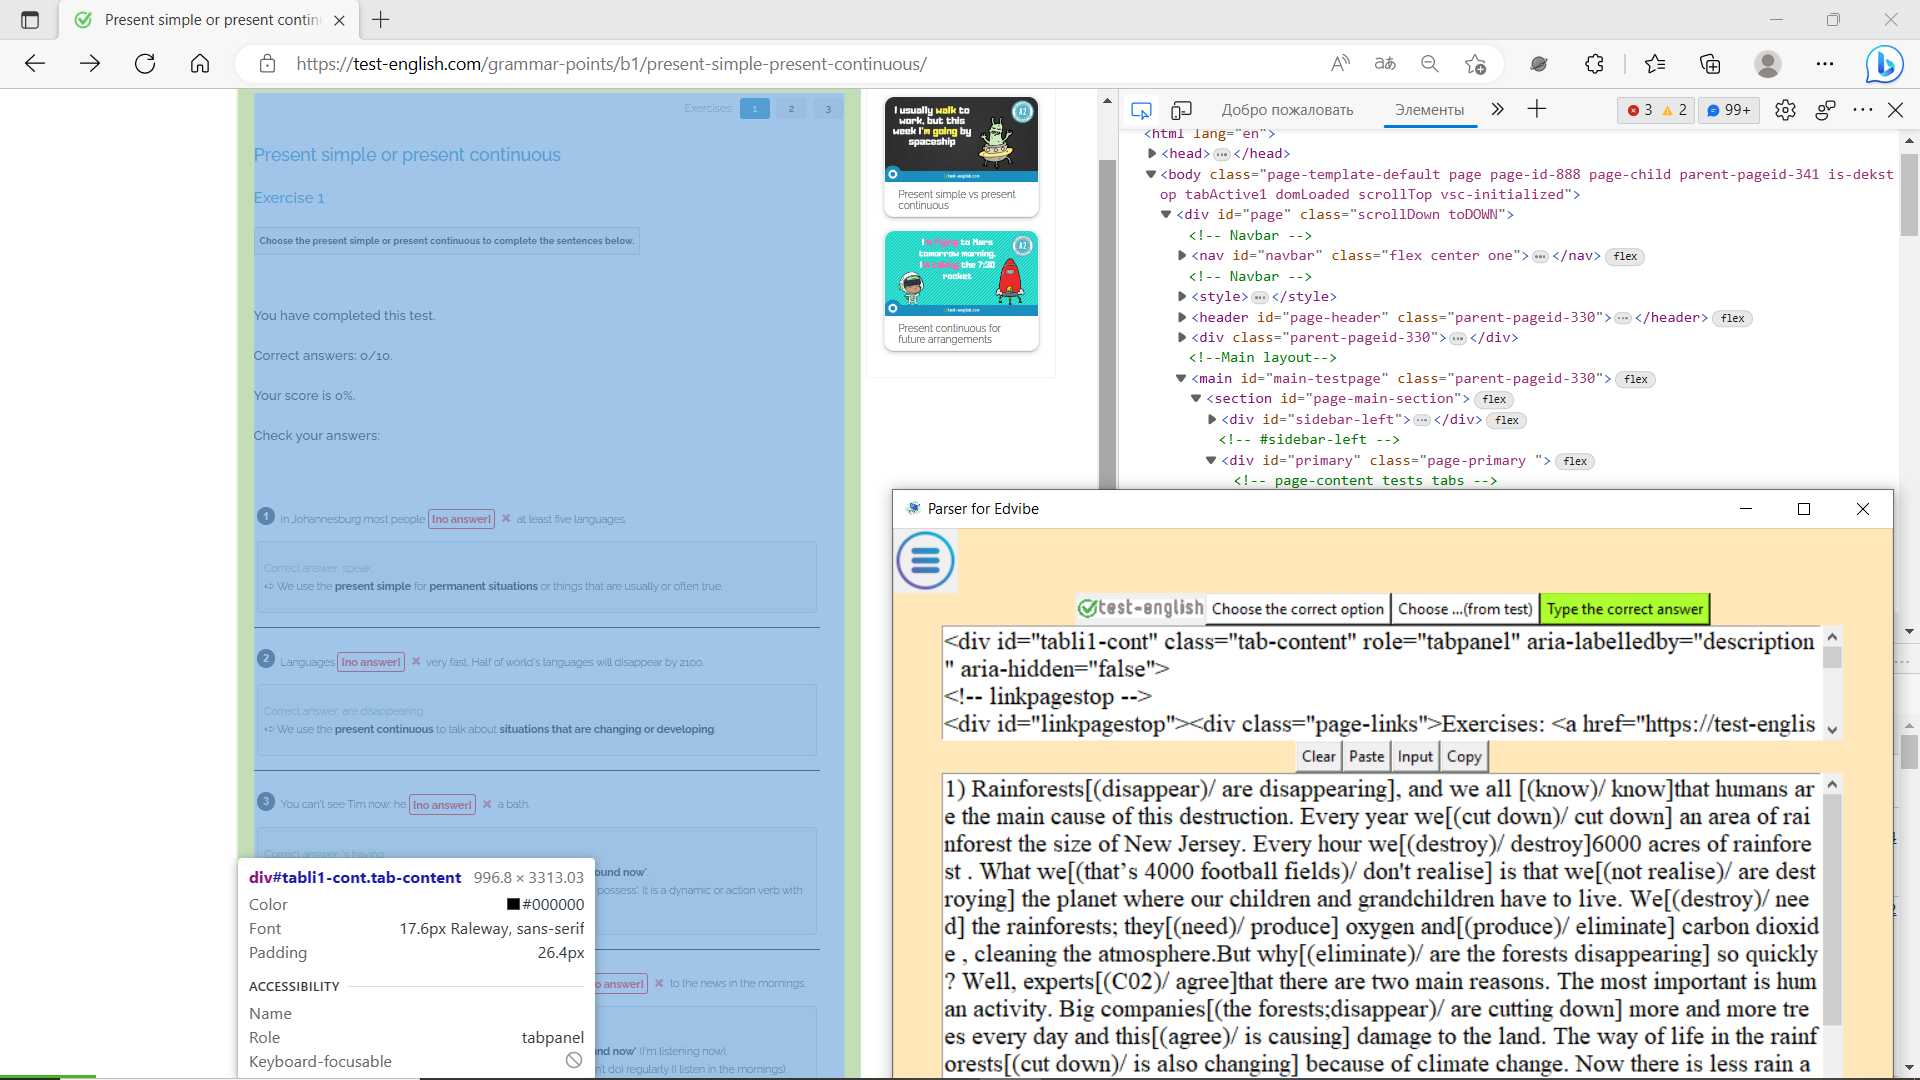 Present simple or present contin
https://test-english.com/grammar-points/b1/present-simple-present-continuous/
Exercises: 1 2 3
Present simple or present continuous
Exercise 1
Choose the present simple or present continuous to complete the sentences below.
You have completed this test.
Correct answers: 0/10.
Your score is 0%.
Check your answers:
1 In Johannesburg most people [no answer] × at least five languages.
Correct answer: speak
➪ We use the present simple for permanent situations or things that are usually or often true.
2 Languages [no answer] × very fast. Half of world's languages will disappear by 2100.
Correct answer: are disappearing
➪ We use the present continuous to talk about situations that are changing or developing.
3 You can't see Tim now; he [no answer] × a bath.
Correct answer: 's having
ound now'.
possess'. It is a dynamic or action verb with
o answer] × to the news in the mornings.
und now' (I'm listening now).
n't do) regularly (I listen in the mornings).
div#tabli1-cont.tab-content 996.8 × 3313.03
Color #000000
Font 17.6px Raleway, sans-serif
Padding 26.4px
ACCESSIBILITY
Name
Role tabpanel
Keyboard-focusable
I usually walk to
work, but this
week I'm going by
spaceship
A2
test-english.com
Present simple vs present
continuous
to Mars
tomorrow morning.
the 7:30
rocket
A2
test-english.com
Present continuous for
future arrangements
Добро пожаловать Элементы 3 2 99+
<html lang="en">
<head> ⋯ </head>
<body class="page-template-default page page-id-888 page-child parent-pageid-341 is-dekst
op tabActive1 domLoaded scrollTop vsc-initialized">
<div id="page" class="scrollDown toDOWN">
<!-- Navbar -->
<nav id="navbar" class="flex center one"> ⋯ </nav> flex
<!-- Navbar -->
<style> ⋯ </style>
<header id="page-header" class="parent-pageid-330"> ⋯ </header> flex
<div class="parent-pageid-330"> ⋯ </div>
<!--Main layout-->
<main id="main-testpage" class="parent-pageid-330"> flex
<section id="page-main-section"> flex
<div id="sidebar-left"> ⋯ </div> flex
<!-- #sidebar-left -->
<div id="primary" class="page-primary "> flex
<!-- page-content tests tabs -->
Parser for Edvibe
test-english Choose the correct option Choose ...(from test) Type the correct answer
<div id="tabli1-cont" class="tab-content" role="tabpanel" aria-labelledby="description
" aria-hidden="false">
<!-- linkpagestop -->
<div id="linkpagestop"><div class="page-links">Exercises: <a href="https://test-englis
Clear Paste Input Copy
1) Rainforests[(disappear)/ are disappearing], and we all [(know)/ know]that humans ar
e the main cause of this destruction. Every year we[(cut down)/ cut down] an area of rai
nforest the size of New Jersey. Every hour we[(destroy)/ destroy]6000 acres of rainfore
st . What we[(that’s 4000 football fields)/ don't realise] is that we[(not realise)/ are dest
roying] the planet where our children and grandchildren have to live. We[(destroy)/ nee
d] the rainforests; they[(need)/ produce] oxygen and[(produce)/ eliminate] carbon dioxid
e , cleaning the atmosphere.But why[(eliminate)/ are the forests disappearing] so quickly
? Well, experts[(C02)/ agree]that there are two main reasons. The most important is hum
an activity. Big companies[(the forests;disappear)/ are cutting down] more and more tre
es every day and this[(agree)/ is causing] damage to the land. The way of life in the rainf
orests[(cut down)/ is also changing] because of climate change. Now there is less rain a